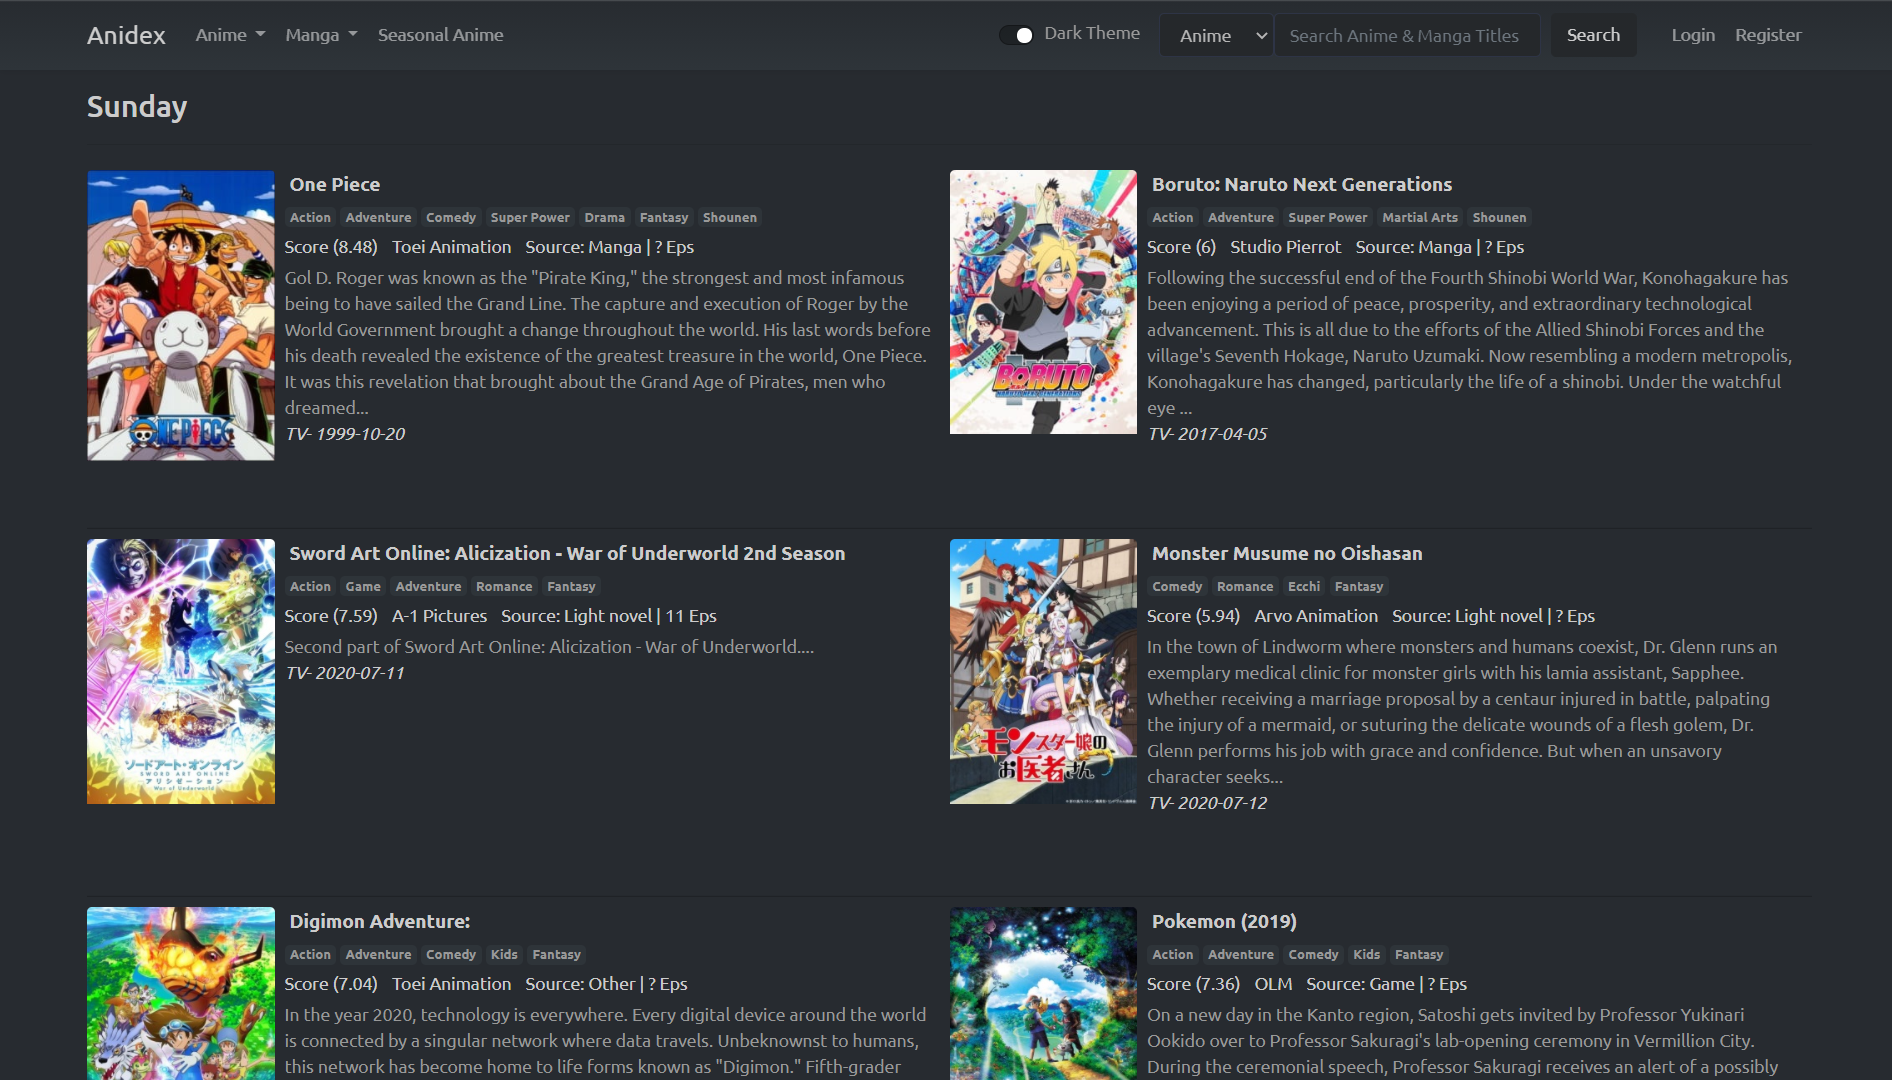 Anidex
Anime
Manga
Seasonal Anime
Dark Theme
Anime
Search Anime & Manga Titles
Search
Login
Register
Sunday
One Piece
Action Adventure Comedy Super Power Drama Fantasy Shounen
Score (8.48) Toei Animation Source: Manga | ? Eps
Gol D. Roger was known as the "Pirate King," the strongest and most infamous
being to have sailed the Grand Line. The capture and execution of Roger by the
World Government brought a change throughout the world. His last words before
his death revealed the existence of the greatest treasure in the world, One Piece.
It was this revelation that brought about the Grand Age of Pirates, men who
dreamed...
TV- 1999-10-20
ONE PIECE
Boruto: Naruto Next Generations
Action Adventure Super Power Martial Arts Shounen
Score (6) Studio Pierrot Source: Manga | ? Eps
Following the successful end of the Fourth Shinobi World War, Konohagakure has
been enjoying a period of peace, prosperity, and extraordinary technological
advancement. This is all due to the efforts of the Allied Shinobi Forces and the
village's Seventh Hokage, Naruto Uzumaki. Now resembling a modern metropolis,
Konohagakure has changed, particularly the life of a shinobi. Under the watchful
eye ...
TV- 2017-04-05
BORUTO
NARUTO NEXT GENERATIONS
Sword Art Online: Alicization - War of Underworld 2nd Season
Action Game Adventure Romance Fantasy
Score (7.59) A-1 Pictures Source: Light novel | 11 Eps
Second part of Sword Art Online: Alicization - War of Underworld....
TV- 2020-07-11
ソードアート・オンライン
SWORD ART ONLINE
アリシゼーション
War of Underworld
Monster Musume no Oishasan
Comedy Romance Ecchi Fantasy
Score (5.94) Arvo Animation Source: Light novel | ? Eps
In the town of Lindworm where monsters and humans coexist, Dr. Glenn runs an
exemplary medical clinic for monster girls with his lamia assistant, Sapphee.
Whether receiving a marriage proposal by a centaur injured in battle, palpating
the injury of a mermaid, or suturing the delicate wounds of a flesh golem, Dr.
Glenn performs his job with grace and confidence. But when an unsavory
character seeks...
TV- 2020-07-12
モンスター娘の
お医者さん
Digimon Adventure:
Action Adventure Comedy Kids Fantasy
Score (7.04) Toei Animation Source: Other | ? Eps
In the year 2020, technology is everywhere. Every digital device around the world
is connected by a singular network where data travels. Unbeknownst to humans,
this network has become home to life forms known as "Digimon." Fifth-grader
Pokemon (2019)
Action Adventure Comedy Kids Fantasy
Score (7.36) OLM Source: Game | ? Eps
On a new day in the Kanto region, Satoshi gets invited by Professor Yukinari
Ookido over to Professor Sakuragi's lab-opening ceremony in Vermillion City.
During the ceremonial speech, Professor Sakuragi receives an alert of a possibly